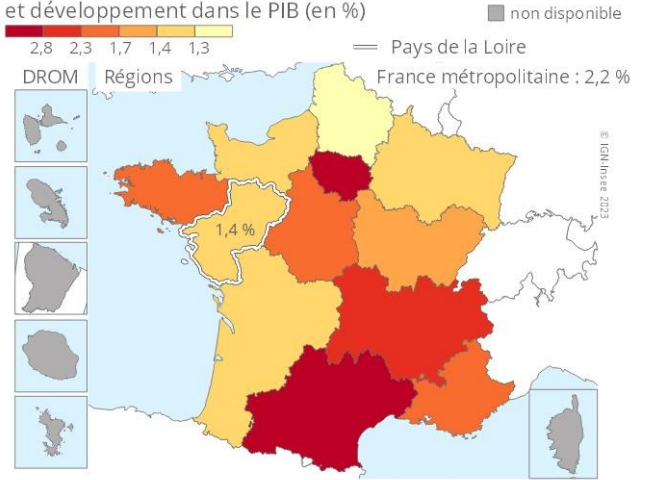 et développement dans le PIB (en %)
non disponible
2,8 2,3 1,7 1,4 1,3
Pays de la Loire
DROM Régions France métropolitaine : 2,2 %
© IGN-Insee 2023
1,4 %